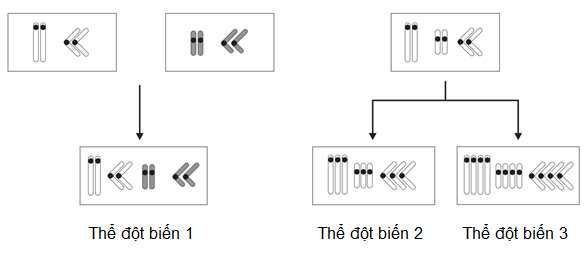 Thể đột biến 1
Thể đột biến 2
Thể đột biến 3